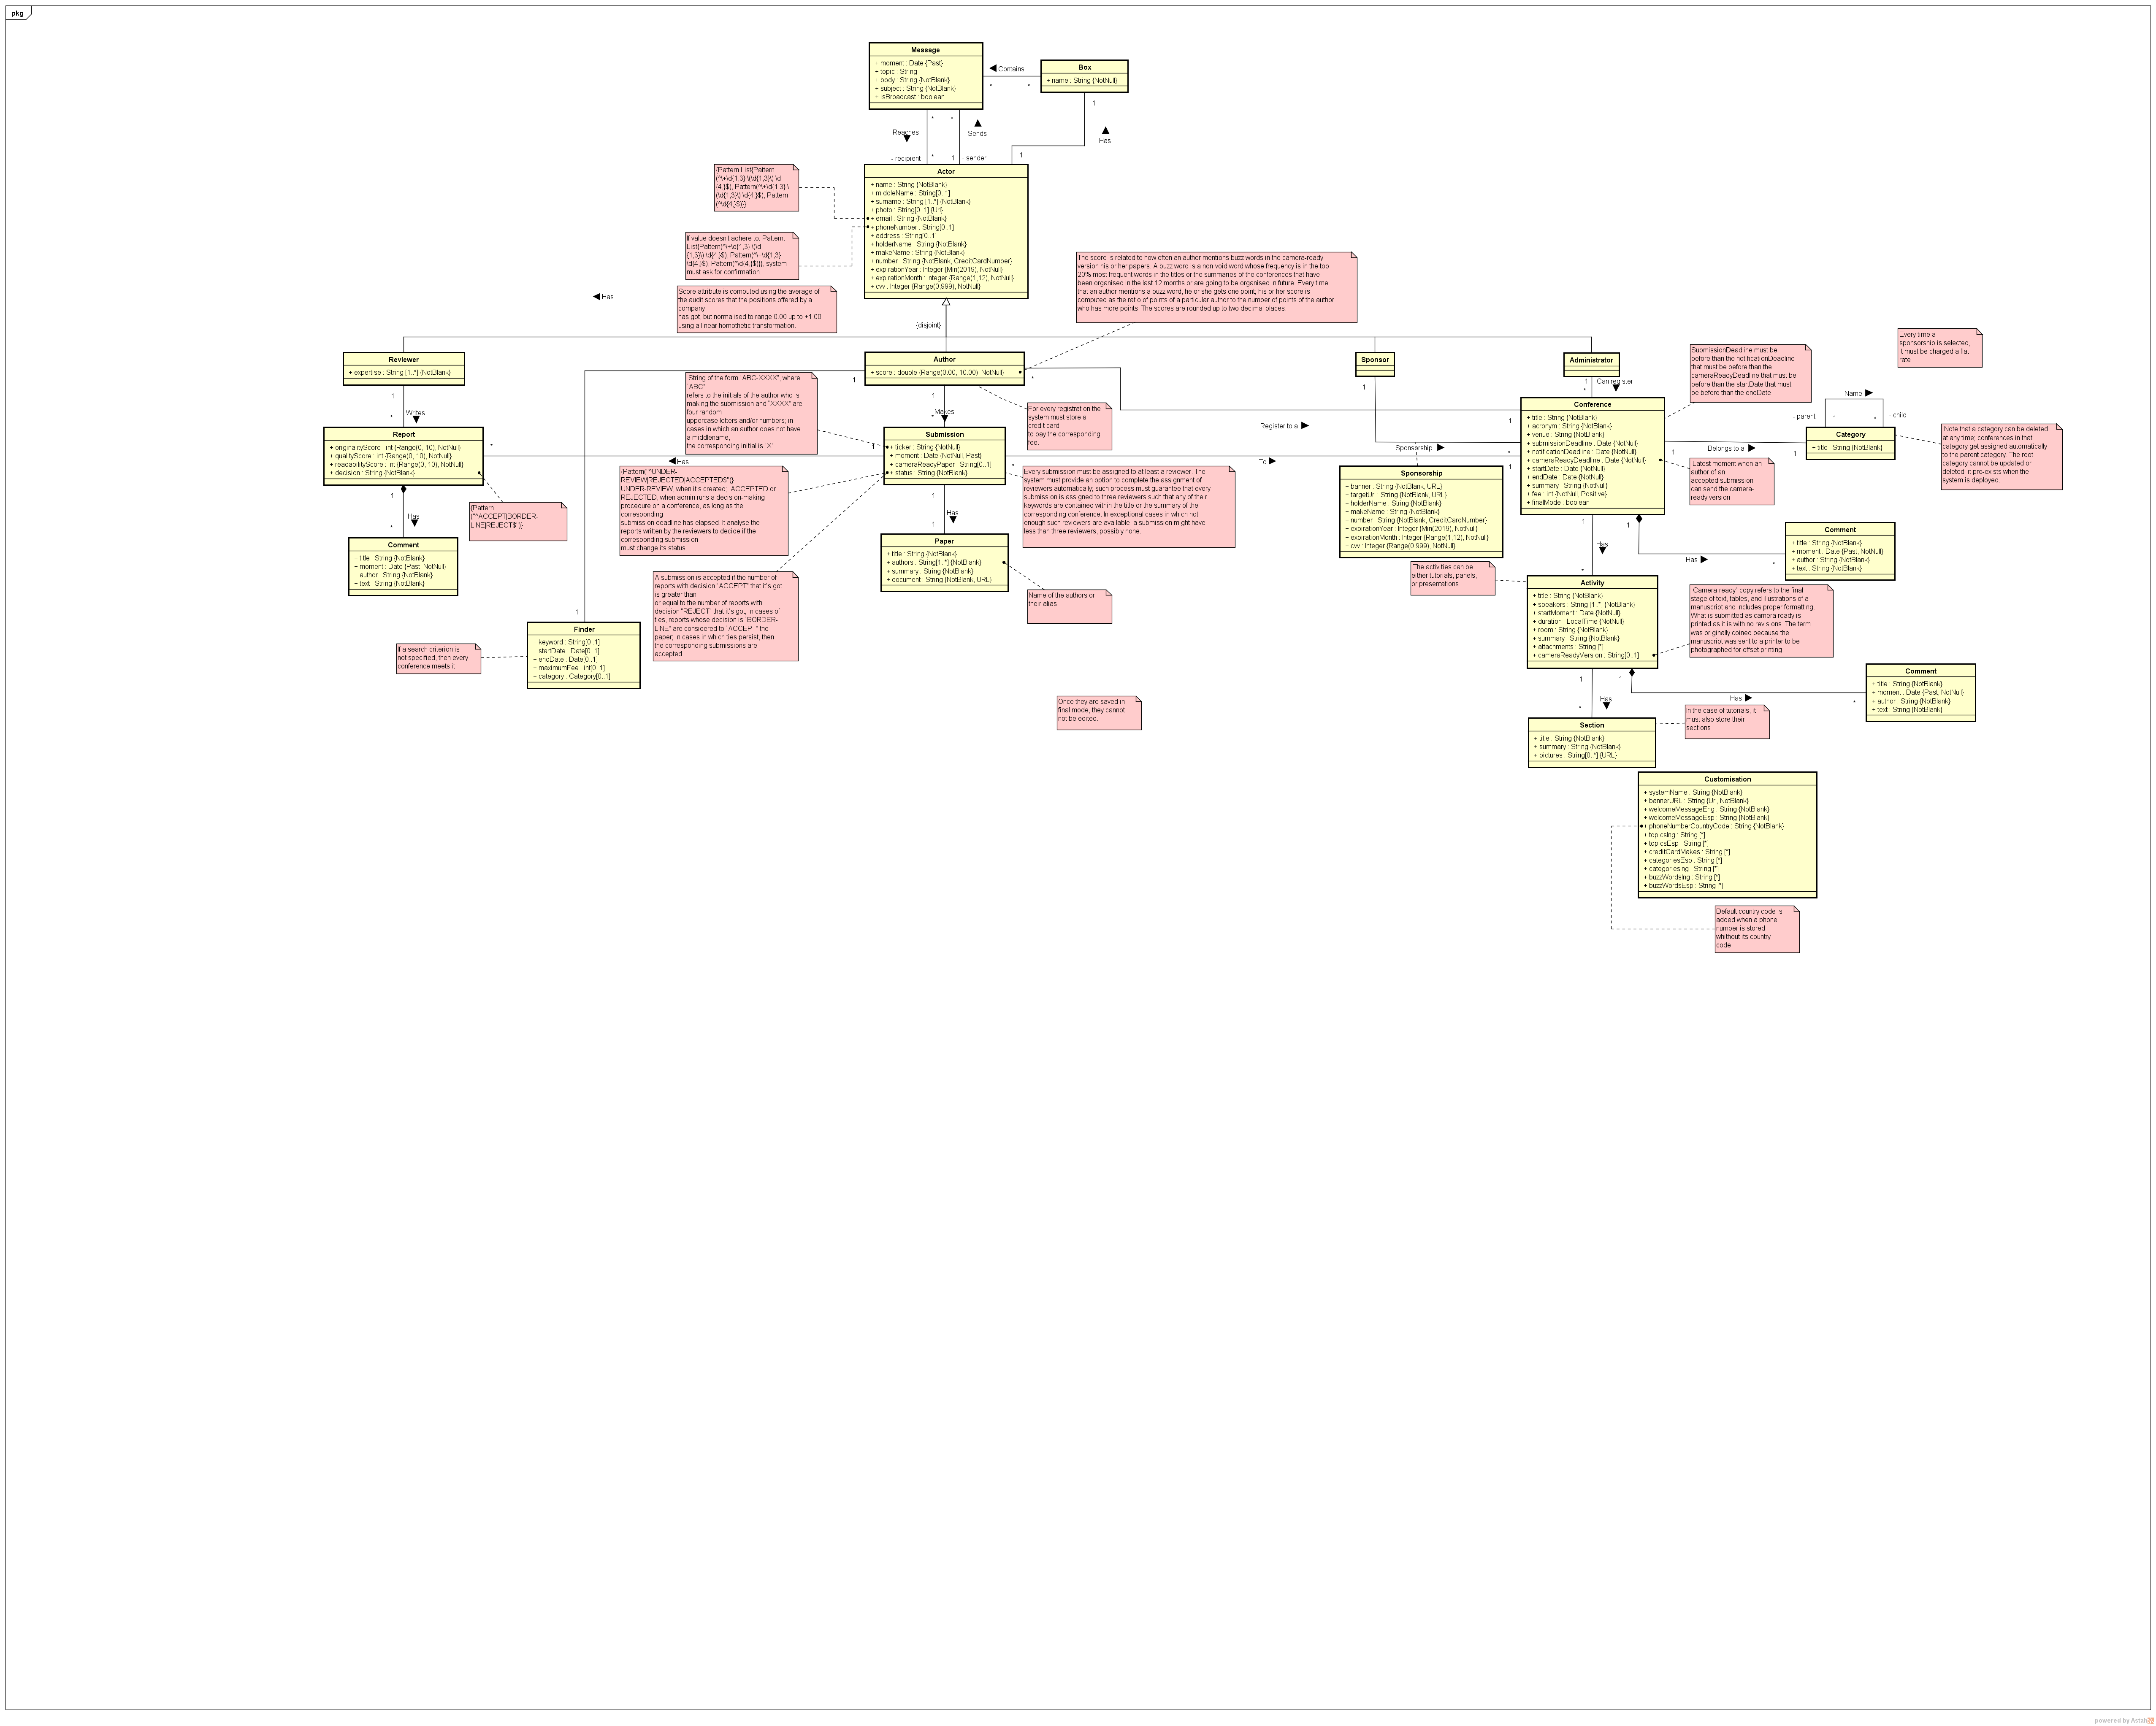 pkg
Message
+ moment : Date {Past}
+ topic : String
+ body : String {NotBlank}
+ subject : String {NotBlank}
+ isBroadcast : boolean
Contains
*
*
Box
+ name : String {NotNull}
*
*
1
Reaches
Sends
Has
- recipient
*
1
- sender
1
{Pattern.List{Pattern
(^\+\d{1,3} \(\d{1,3}\) \d
{4,}$), Pattern(^\+\d{1,3} \
(\d{1,3}\) \d{4,}$), Pattern
(^\d{4,}$)}}
Actor
+ name : String {NotBlank}
+ middleName : String[0..1]
+ surname : String [1..*] {NotBlank}
+ photo : String[0..1] {Url}
+ email : String {NotBlank}
+ phoneNumber : String[0..1]
+ address : String[0..1]
+ holderName : String {NotBlank}
+ makeName : String {NotBlank}
+ number : String {NotBlank, CreditCardNumber}
+ expirationYear : Integer {Min(2019), NotNull}
+ expirationMonth : Integer {Range(1,12), NotNull}
+ cvv : Integer {Range(0,999), NotNull}
If value doesn't adhere to: Pattern.
List{Pattern(^\+\d{1,3} \(\d
{1,3}\) \d{4,}$), Pattern(^\+\d{1,3}
\d{4,}$), Pattern(^\d{4,}$)}}, system
must ask for confirmation.
The score is related to how often an author mentions buzz words in the camera-ready
version his or her papers. A buzz word is a non-void word whose frequency is in the top
20% most frequent words in the titles or the summaries of the conferences that have
been organised in the last 12 months or are going to be organised in future. Every time
that an author mentions a buzz word, he or she gets one point; his or her score is
computed as the ratio of points of a particular author to the number of points of the author
who has more points. The scores are rounded up to two decimal places.
Has
Score attribute is computed using the average of
the audit scores that the positions offered by a
company
has got, but normalised to range 0.00 up to +1.00
using a linear homothetic transformation.
{disjoint}
Reviewer
+ expertise : String [1..*] {NotBlank}
Author
+ score : double {Range(0.00, 10.00), NotNull}
Sponsor
Administrator
SubmissionDeadline must be
before than the notificationDeadline
that must be before than the
cameraReadyDeadline that must be
before than the startDate that must
be before than the endDate
Every time a
sponsorship is selected,
it must be charged a flat
rate
1
*
1
1
Can register
*
String of the form "ABC-XXXX", where
"ABC"
refers to the initials of the author who is
making the submission and "XXXX" are
four random
uppercase letters and/or numbers; in
cases in which an author does not have
a middlename,
the corresponding initial is "X"
1
1
Makes
*
For every registration the
system must store a
credit card
to pay the corresponding
fee.
Register to a
1
Conference
+ title : String {NotBlank}
+ acronym : String {NotBlank}
+ venue : String {NotBlank}
+ submissionDeadline : Date {NotNull}
+ notificationDeadline : Date {NotNull}
+ cameraReadyDeadline : Date {NotNull}
+ startDate : Date {NotNull}
+ endDate : Date {NotNull}
+ summary : String {NotNull}
+ fee : int {NotNull, Positive}
+ finalMode : boolean
Name
- parent
1
*
- child
Category
+ title : String {NotBlank}
Note that a category can be deleted
at any time; conferences in that
category get assigned automatically
to the parent category. The root
category cannot be updated or
deleted; it pre-exists when the
system is deployed.
Writes
*
Report
+ originalityScore : int {Range(0, 10), NotNull}
+ qualityScore : int {Range(0, 10), NotNull}
+ readabilityScore : int {Range(0, 10), NotNull}
+ decision : String {NotBlank}
*
Has
1
Submission
+ ticker : String {NotNull}
+ moment : Date {NotNull, Past}
+ cameraReadyPaper : String [0..1]
+ status : String {NotBlank}
*
To
Sponsorship
*
1
1
Belongs to a
1
Latest moment when an
author of an
accepted submission
can send the camera-
ready version
{Pattern("^UNDER-
REVIEW|REJECTED|ACCEPTED$")}
UNDER-REVIEW, when it's created; ACCEPTED or
REJECTED, when admin runs a decision-making
procedure on a conference, as long as the
corresponding
submission deadline has elapsed. It analyse the
reports written by the reviewers to decide if the
corresponding submission
must change its status.
Every submission must be assigned to at least a reviewer. The
system must provide an option to complete the assignment of
reviewers automatically; such process must guarantee that every
submission is assigned to three reviewers such that any of their
keywords are contained within the title or the summary of the
corresponding conference. In exceptional cases in which not
enough such reviewers are available, a submission might have
less than three reviewers, possibly none.
Sponsorship
+ banner : String {NotBlank, URL}
+ targetUrl : String {NotBlank, URL}
+ holderName : String {NotBlank}
+ makeName : String {NotBlank}
+ number : String {NotBlank, CreditCardNumber}
+ expirationYear : Integer {Min(2019), NotNull}
+ expirationMonth : Integer {Range(1,12), NotNull}
+ cvv : Integer {Range(0,999), NotNull}
1
Has
*
{Pattern
("^ACCEPT|BORDER-
LINE|REJECT$")}
1
Has
1
1
Has
*
1
Has
*
Comment
+ title : String {NotBlank}
+ moment : Date {Past, NotNull}
+ author : String {NotBlank}
+ text : String {NotBlank}
Comment
+ title : String {NotBlank}
+ moment : Date {Past, NotNull}
+ author : String {NotBlank}
+ text : String {NotBlank}
Paper
+ title : String {NotBlank}
+ authors : String[1..*] {NotBlank}
+ summary : String {NotBlank}
+ document : String {NotBlank, URL}
Name of the authors or
their alias
The activities can be
either tutorials, panels,
or presentations.
Activity
+ title : String {NotBlank}
+ speakers : String [1..*] {NotBlank}
+ startMoment : Date {NotNull}
+ duration : LocalTime {NotNull}
+ room : String {NotBlank}
+ summary : String {NotBlank}
+ attachments : String [*]
+ cameraReadyVersion : String[0..1]
"Camera-ready" copy refers to the final
stage of text, tables, and illustrations of a
manuscript and includes proper formatting.
What is submitted as camera ready is
printed as it is with no revisions. The term
was originally coined because the
manuscript was sent to a printer to be
photographed for offset printing.
A submission is accepted if the number of
reports with decision "ACCEPT" that it's got
is greater than
or equal to the number of reports with
decision "REJECT" that it's got; in cases of
ties, reports whose decision is "BORDER-
LINE" are considered to "ACCEPT" the
paper; in cases in which ties persist, then
the corresponding submissions are
accepted.
1
Finder
+ keyword : String[0..1]
+ startDate : Date[0..1]
+ endDate : Date[0..1]
+ maximumFee : int[0..1]
+ category : Category[0..1]
If a search criterion is
not specified, then every
conference meets it
Once they are saved in
final mode, they cannot
not be edited.
1
Has
*
1
Has
*
Comment
+ title : String {NotBlank}
+ moment : Date {Past, NotNull}
+ author : String {NotBlank}
+ text : String {NotBlank}
In the case of tutorials, it
must also store their
sections
Section
+ title : String {NotBlank}
+ summary : String {NotBlank}
+ pictures : String[0..*] {URL}
Customisation
+ systemName : String {NotBlank}
+ bannerURL : String {Url, NotBlank}
+ welcomeMessageEng : String {NotBlank}
+ welcomeMessageEsp : String {NotBlank}
+ phoneNumberCountryCode : String {NotBlank}
+ topicsIng : String [*]
+ topicsEsp : String [*]
+ creditCardMakes : String [*]
+ categoriesEsp : String [*]
+ categoriesIng : String [*]
+ buzzWordsIng : String [*]
+ buzzWordsEsp : String [*]
Default country code is
added when a phone
number is stored
whithout its country
code.
powered by Astah